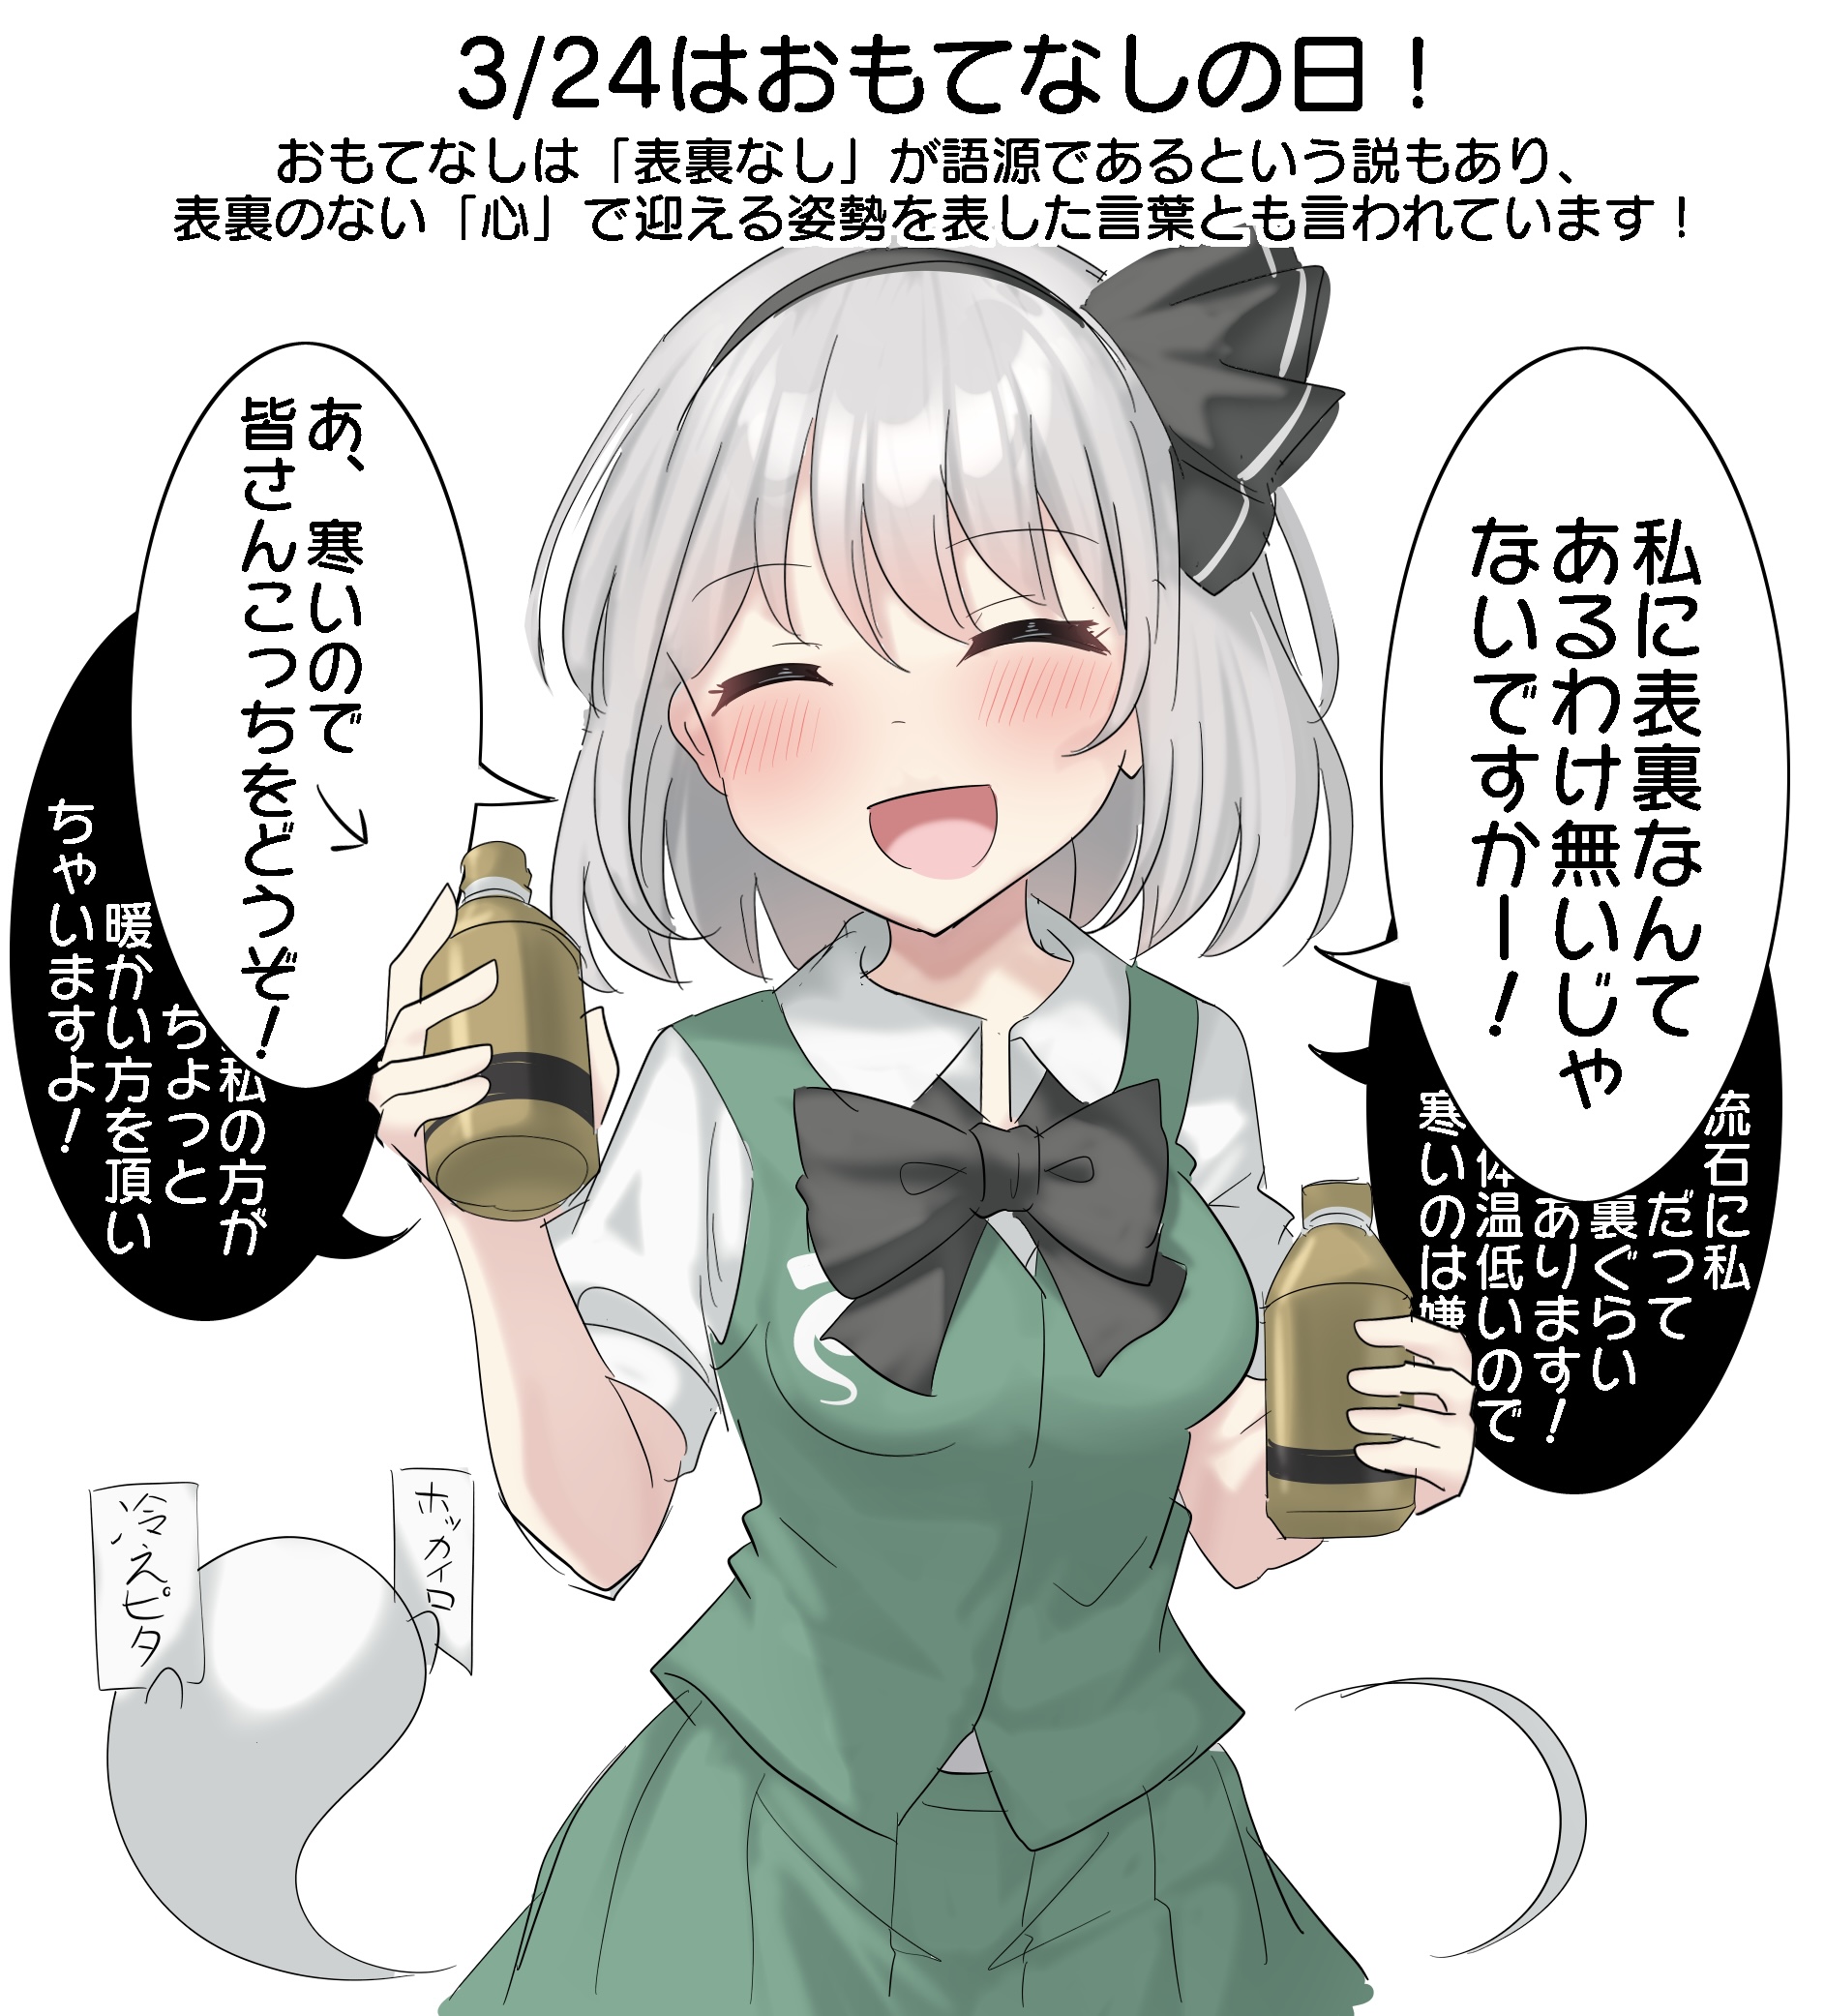 3/24はおもてなしの日!
おもてなしは「表裏なし」が語源であるという説もあり、
表裏のない「心」で迎える姿勢を表した言葉とも言われています!
私に表裏なんて
あるわけ無いじゃ
ないですかー!
流石に私
だって
裏ぐらい
あります!
体温低いので
寒いのは嫌
あ、寒いので
皆さんこっちをどうぞ!
私の方が
ちょっと
暖かい方を頂い
ちゃいますよ!
冷えピタ
ホッカイロ